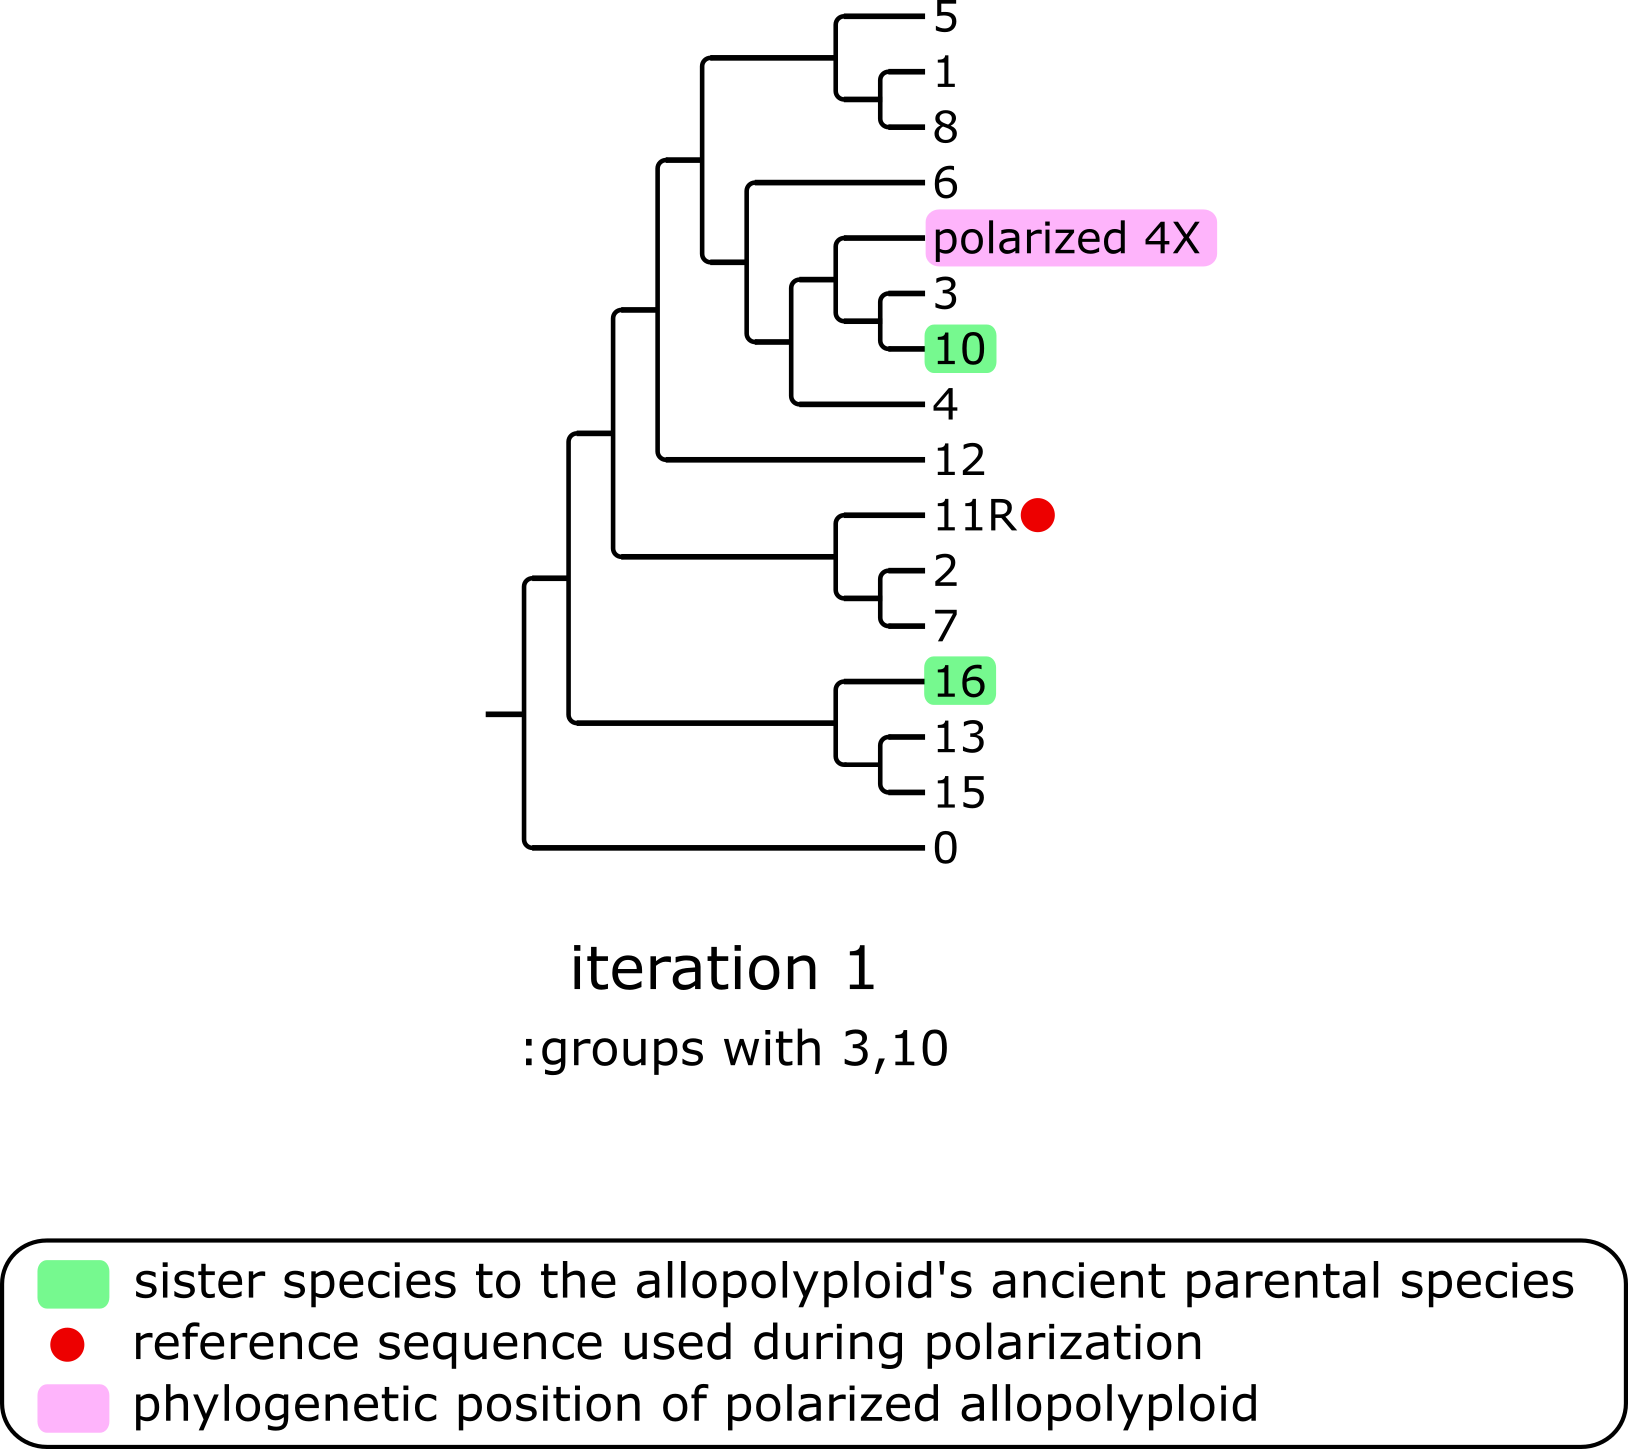 5
1
8
6
polarized 4X
3
10
4
12
11R
2
7
16
13
15
0
iteration 1
:groups with 3,10
sister species to the allopolyploid's ancient parental species
reference sequence used during polarization
phylogenetic position of polarized allopolyploid